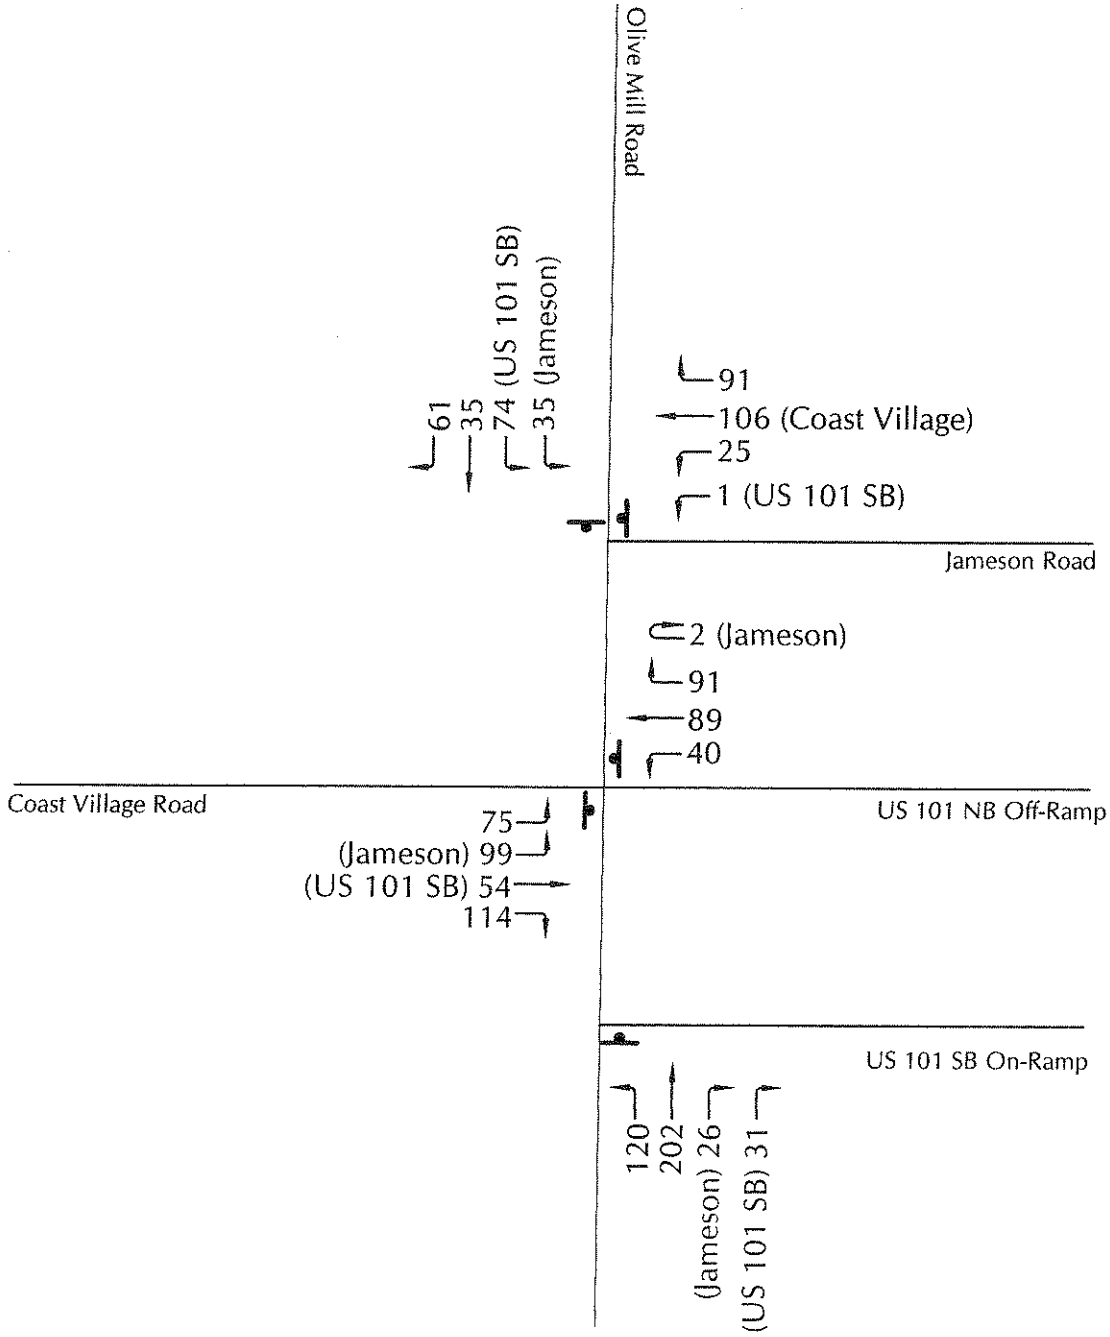 Olive Mill Road
61
35
74 (US 101 SB)
35 (Jameson)
91
106 (Coast Village)
25
1 (US 101 SB)
Jameson Road
2 (Jameson)
91
89
40
Coast Village Road
US 101 NB Off-Ramp
75
(Jameson) 99
(US 101 SB) 54
114
US 101 SB On-Ramp
120
202
(Jameson) 26
(US 101 SB) 31